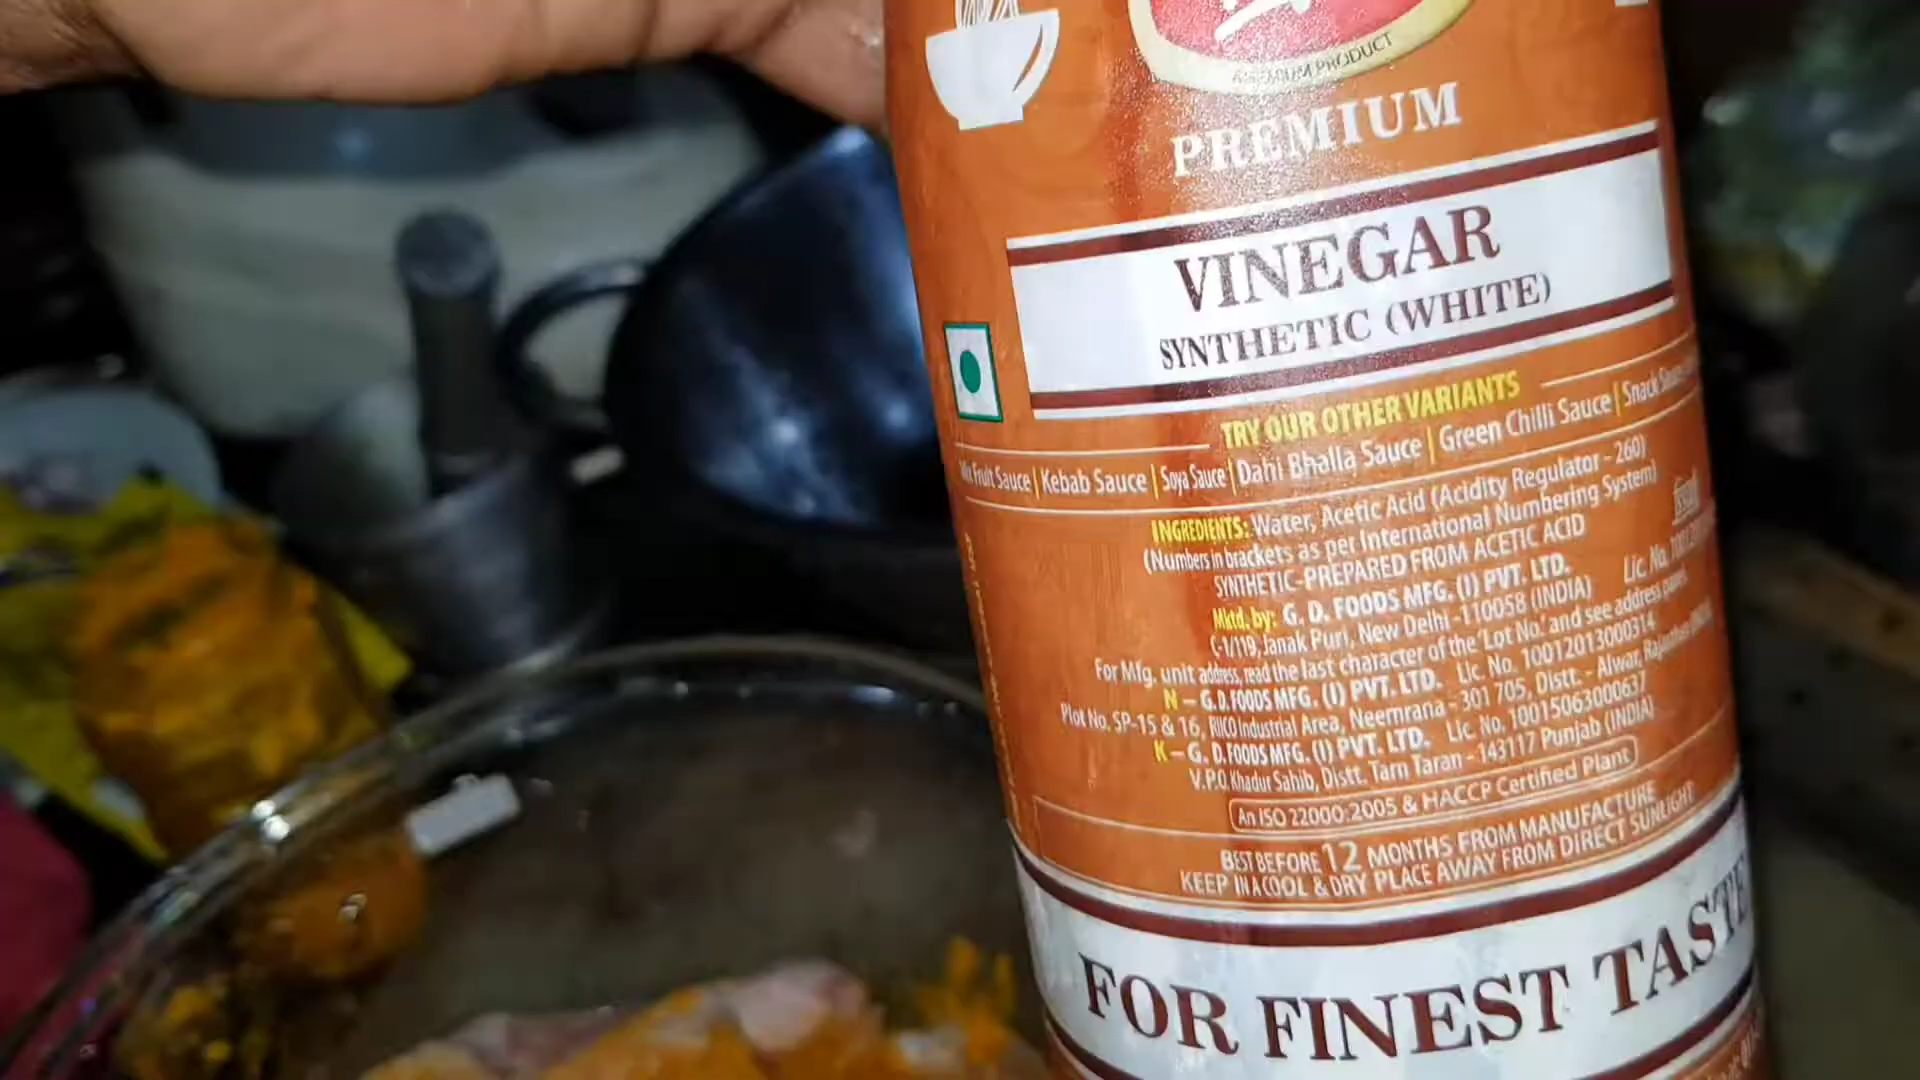 PREMIUM PRODUCT
PREMIUM
VINEGAR
SYNTHETIC (WHITE)
TRY OUR OTHER VARIANTS
Mix Fruit Sauce | Kebab Sauce | Soya Sauce | Dahi Bhalla Sauce | Green Chilli Sauce | Snack Sauce
INGREDIENTS: Water, Acetic Acid (Acidity Regulator - 260)
(Numbers in brackets as per International Numbering System)
SYNTHETIC-PREPARED FROM ACETIC ACID
Mktd. by: G. D. FOODS MFG. (I) PVT. LTD.
C-1/119, Janak Puri, New Delhi -110058 (INDIA) Lic. No.
For Mfg. unit address, read the last character of the 'Lot No.' and see address panel.
N - G.D.FOODS MFG. (I) PVT. LTD. Lic. No. 10012013000314
Plot No. SP-15 & 16, RIICO Industrial Area, Neemrana - 301 705, Distt. - Alwar, Rajasthan
K - G. D.FOODS MFG. (I) PVT. LTD. Lic. No. 10015063000637
V.P.O. Khadur Sahib, Distt. Tarn Taran - 143117 Punjab (INDIA)
An ISO 22000:2005 & HACCP Certified Plant
BEST BEFORE 12 MONTHS FROM MANUFACTURE
KEEP IN A COOL & DRY PLACE AWAY FROM DIRECT SUNLIGHT
FOR FINEST TASTE